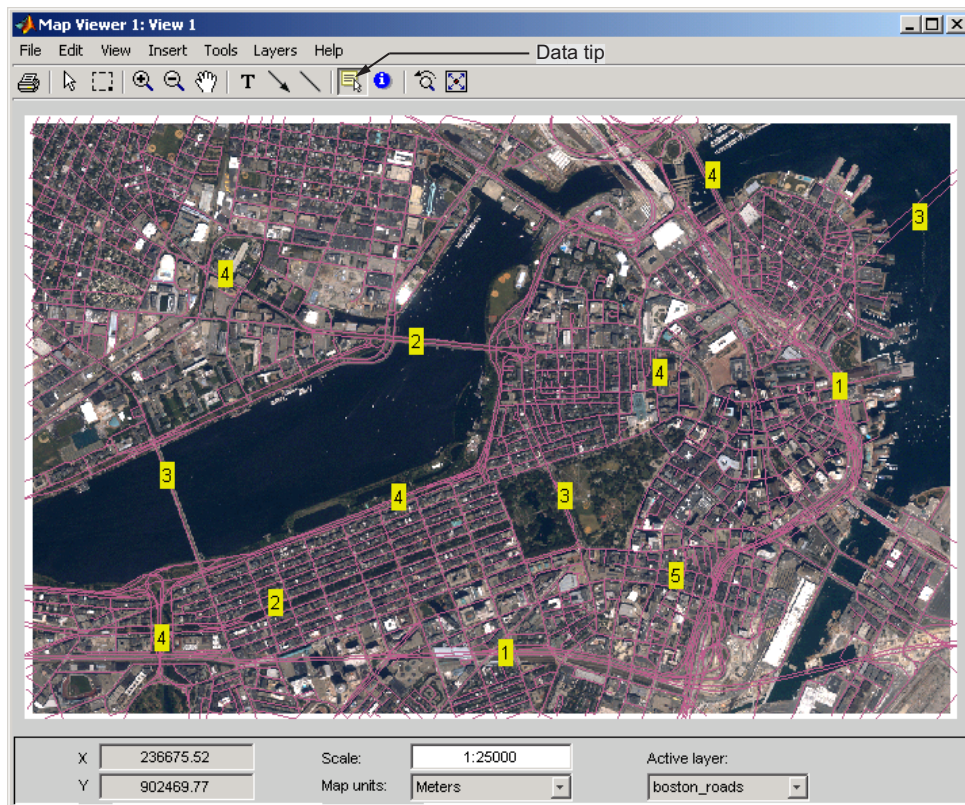 Map Viewer 1: View 1
File Edit View Insert Tools Layers Help
Data tip
T
i
4
3
4
2
4
1
3
4
3
5
2
4
1
X 236675.52 Scale: 1:25000 Active layer:
Y 902469.77 Map units: Meters boston_roads